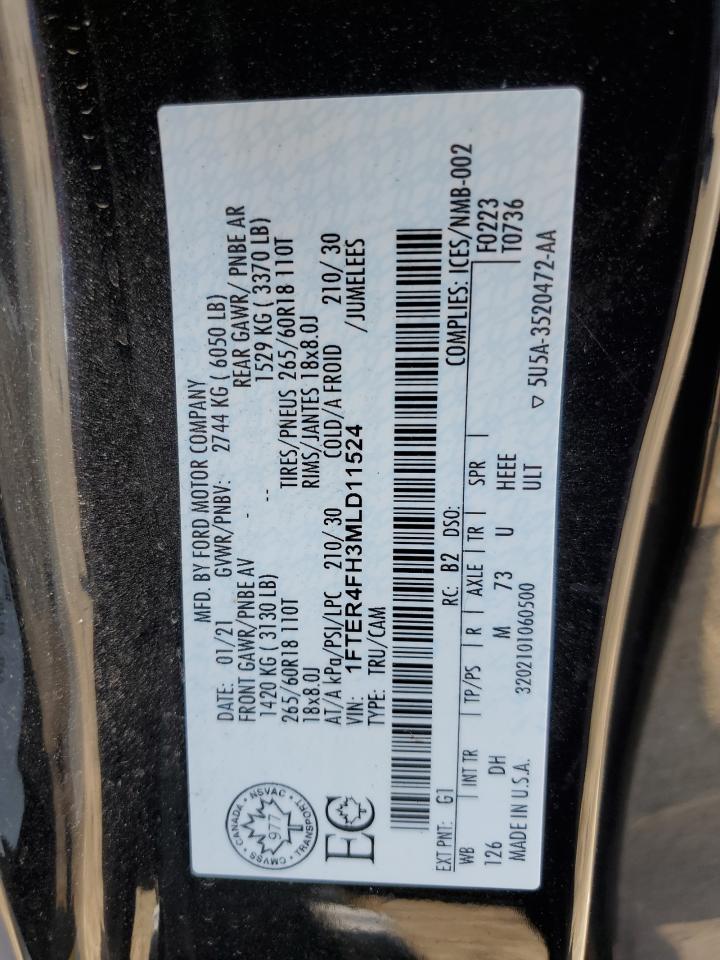 MFD. BY FORD MOTOR COMPANY
DATE: 01/21 GVWR/PNBV: 2744 KG ( 6050 LB)
FRONT GAWR/PNBE AV - REAR GAWR/ PNBE AR
1420 KG ( 3130 LB) -- 1529 KG ( 3370 LB)
265/60R18 110T TIRES/PNEUS 265/60R18 110T
18x8.0J RIMS/JANTES 18x8.0J
AT/A kPa/PSI/LPC 210/ 30 COLD/A FROID 210/ 30
VIN: 1FTER4FH3MLD11524 /JUMELEES
TYPE: TRU/CAM
CMVSS · CANADA · NSVAC · TRANSPORT
977
EC
EXT PNT: G1 RC: B2 DSO: COMPLIES: ICES/NMB-002
WB INT TR TP/PS R AXLE TR SPR F0223
126 DH M 73 U HEEE T0736
ULT
MADE IN U.S.A. 3202101060500 ▽ 5U5A-3520472-AA